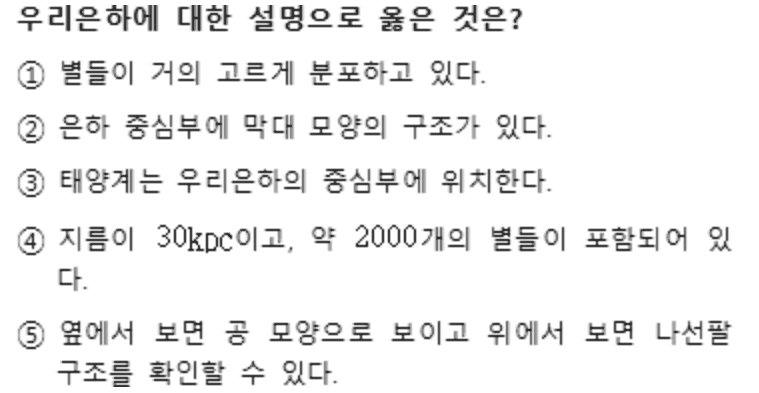 우리은하에 대한 설명으로 옳은 것은?
① 별들이 거의 고르게 분포하고 있다.
② 은하 중심부에 막대 모양의 구조가 있다.
③ 태양계는 우리은하의 중심부에 위치한다.
④ 지름이 30kpc이고, 약 2000개의 별들이 포함되어 있
다.
⑤ 옆에서 보면 공 모양으로 보이고 위에서 보면 나선팔
구조를 확인할 수 있다.